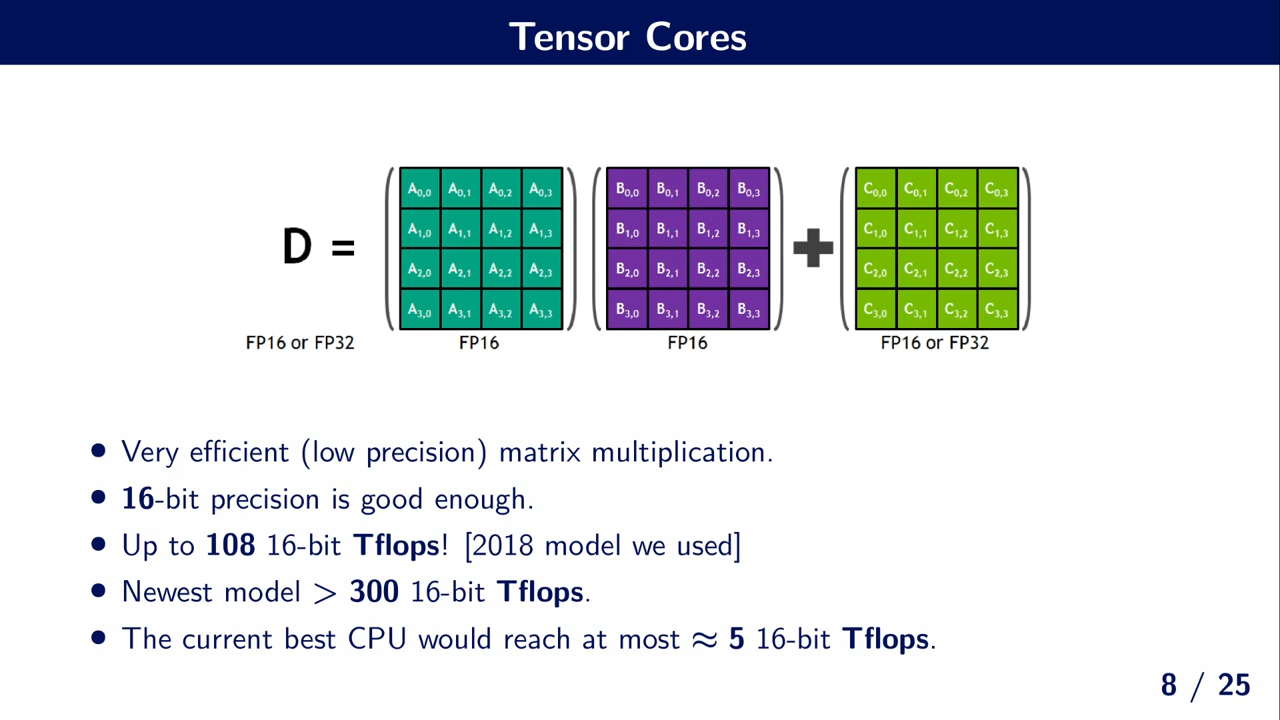 Tensor Cores
D = A0,0 A0,1 A0,2 A0,3 B0,0 B0,1 B0,2 B0,3 + C0,0 C0,1 C0,2 C0,3
A1,0 A1,1 A1,2 A1,3 B1,0 B1,1 B1,2 B1,3 C1,0 C1,1 C1,2 C1,3
A2,0 A2,1 A2,2 A2,3 B2,0 B2,1 B2,2 B2,3 C2,0 C2,1 C2,2 C2,3
A3,0 A3,1 A3,2 A3,3 B3,0 B3,1 B3,2 B3,3 C3,0 C3,1 C3,2 C3,3
FP16 or FP32 FP16 FP16 FP16 or FP32
• Very efficient (low precision) matrix multiplication.
• 16-bit precision is good enough.
• Up to 108 16-bit Tflops! [2018 model we used]
• Newest model > 300 16-bit Tflops.
• The current best CPU would reach at most ≈ 5 16-bit Tflops.
8 / 25